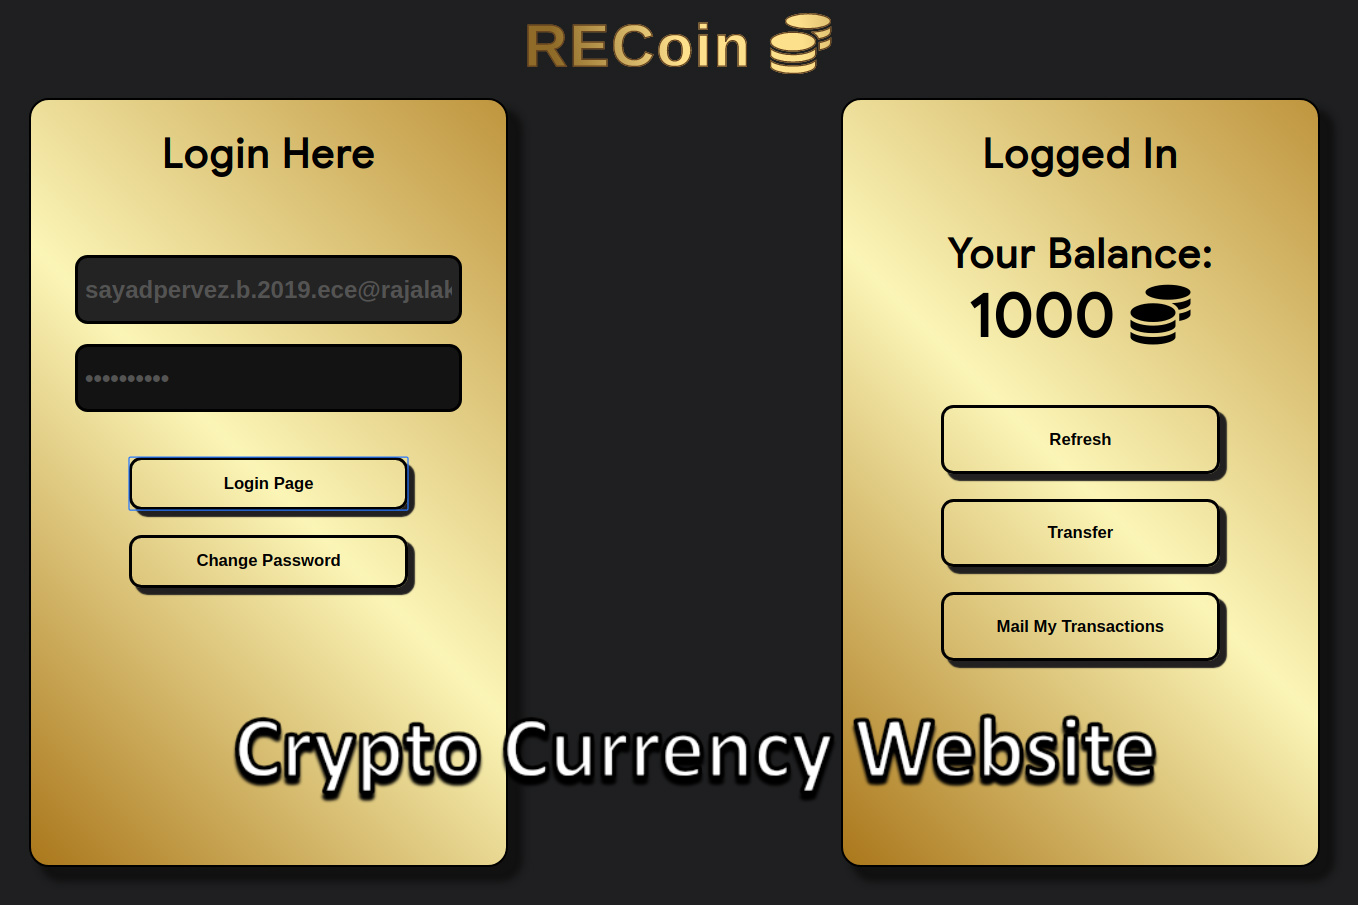 RECoin
Login Here
sayadpervez.b.2019.ece@rajalak
••••••••••
Login Page
Change Password
Logged In
Your Balance:
1000
Refresh
Transfer
Mail My Transactions
Crypto Currency Website